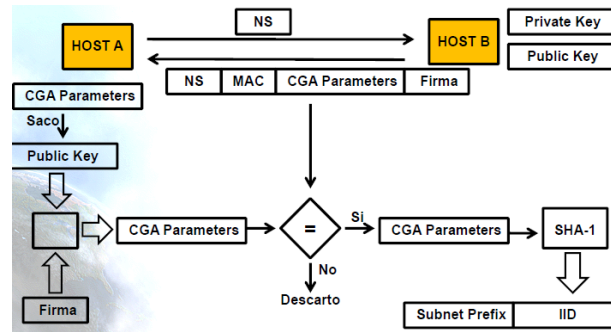 NS
HOST A
HOST B
Private Key
Public Key
NS MAC CGA Parameters Firma
CGA Parameters
Saco
Public Key
CGA Parameters
=
Si
CGA Parameters
SHA-1
No
Descarto
Firma
Subnet Prefix IID